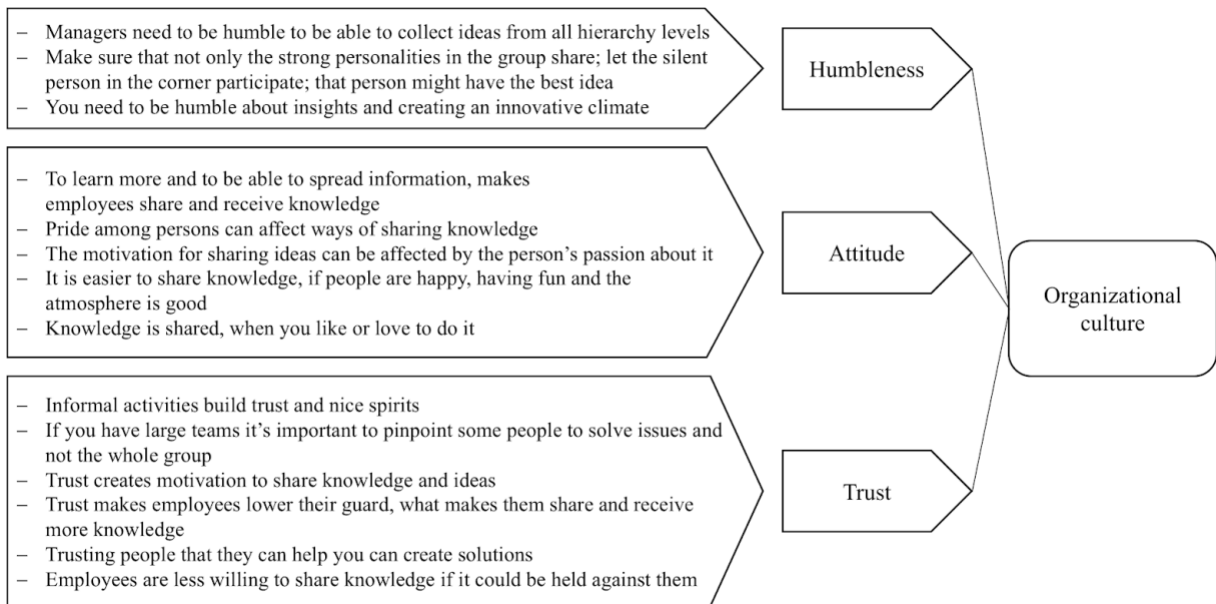 – Managers need to be humble to be able to collect ideas from all hierarchy levels
– Make sure that not only the strong personalities in the group share; let the silent
person in the corner participate; that person might have the best idea
– You need to be humble about insights and creating an innovative climate
Humbleness
– To learn more and to be able to spread information, makes
employees share and receive knowledge
– Pride among persons can affect ways of sharing knowledge
– The motivation for sharing ideas can be affected by the person’s passion about it
– It is easier to share knowledge, if people are happy, having fun and the
atmosphere is good
– Knowledge is shared, when you like or love to do it
Attitude
– Informal activities build trust and nice spirits
– If you have large teams it’s important to pinpoint some people to solve issues and
not the whole group
– Trust creates motivation to share knowledge and ideas
– Trust makes employees lower their guard, what makes them share and receive
more knowledge
– Trusting people that they can help you can create solutions
– Employees are less willing to share knowledge if it could be held against them
Trust
Organizational
culture